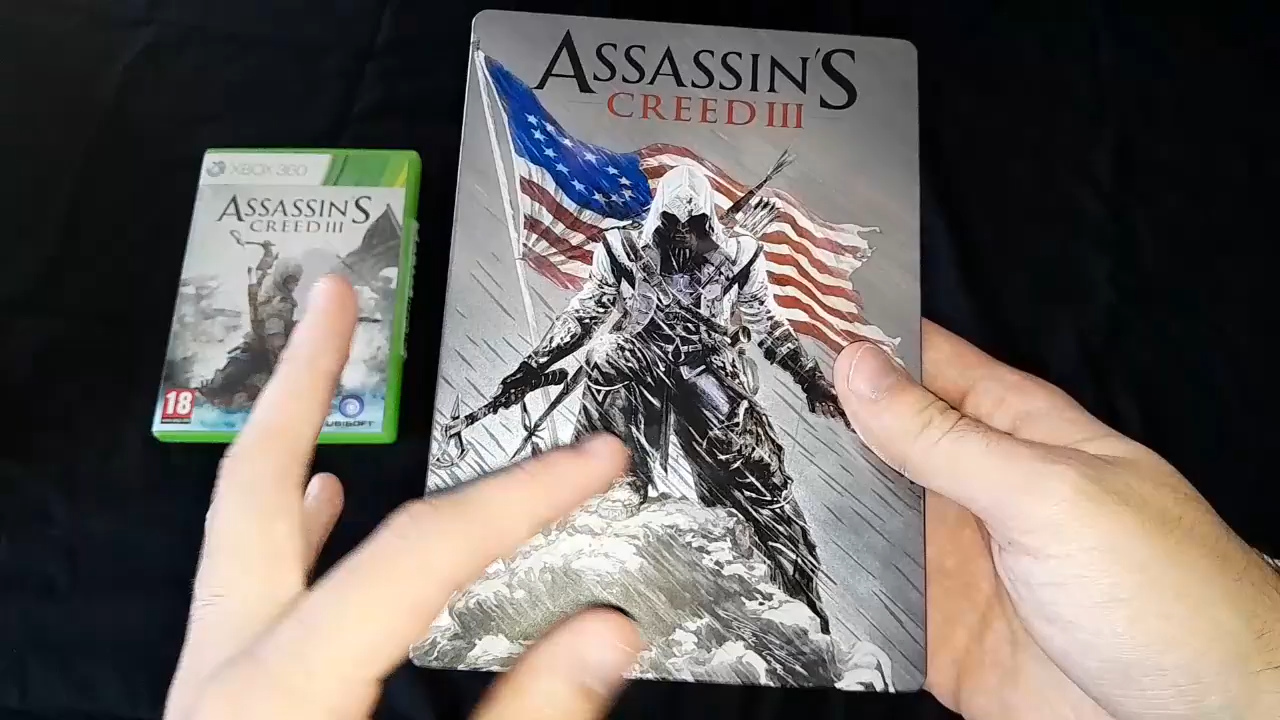 XBOX 360
ASSASSIN'S
CREED III
18
UBISOFT
ASSASSIN'S
CREED III